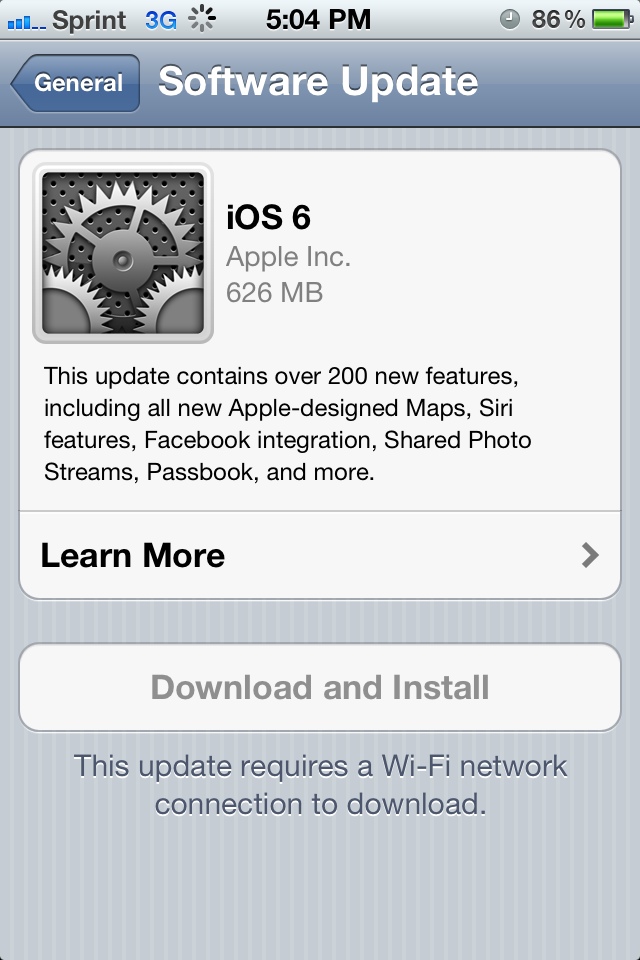 Sprint 3G 5:04 PM 86%
General Software Update
iOS 6
Apple Inc.
626 MB
This update contains over 200 new features,
including all new Apple-designed Maps, Siri
features, Facebook integration, Shared Photo
Streams, Passbook, and more.
Learn More
Download and Install
This update requires a Wi-Fi network
connection to download.